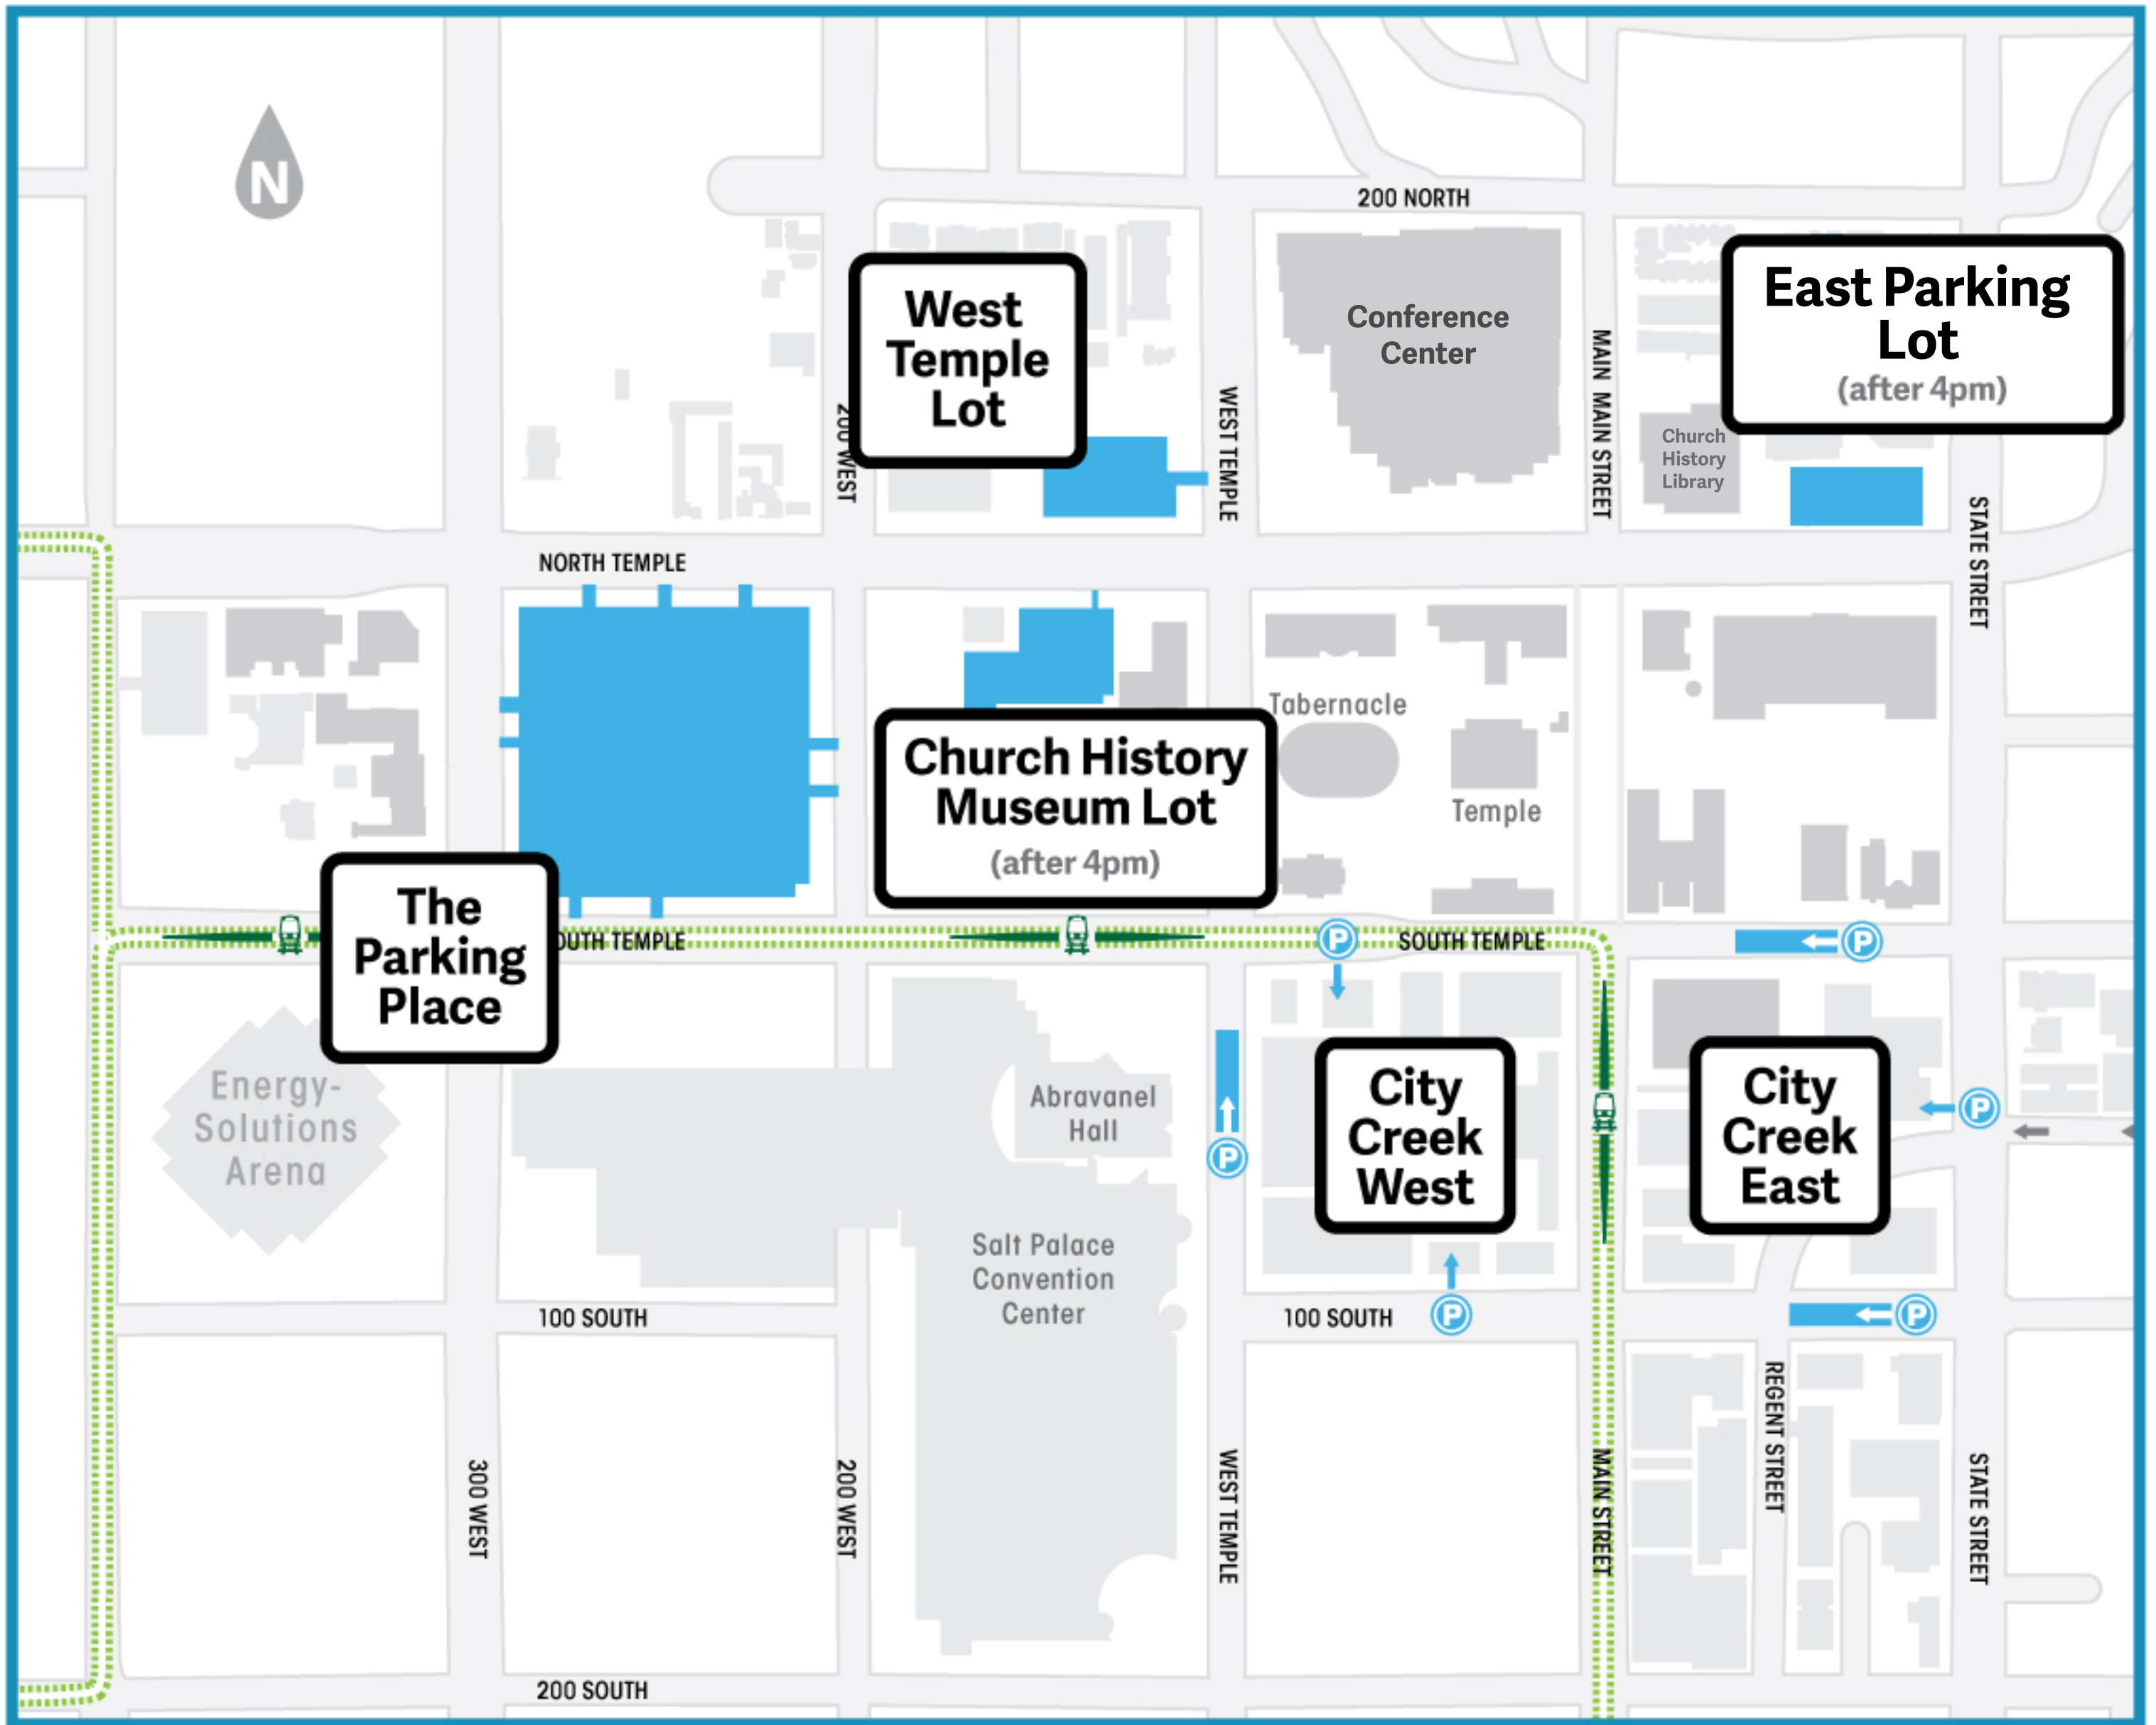 N
200 NORTH
West
Temple
Lot
Conference
Center
East Parking
Lot
(after 4pm)
Church
History
Library
200 WEST
WEST TEMPLE
MAIN MAIN STREET
STATE STREET
NORTH TEMPLE
Tabernacle
Temple
Church History
Museum Lot
(after 4pm)
The
Parking
Place
OUTH TEMPLE
P
SOUTH TEMPLE
P
Energy-
Solutions
Arena
Abravanel
Hall
P
City
Creek
West
City
Creek
East
P
Salt Palace
Convention
Center
100 SOUTH
100 SOUTH
P
P
300 WEST
200 WEST
WEST TEMPLE
MAIN STREET
REGENT STREET
STATE STREET
200 SOUTH